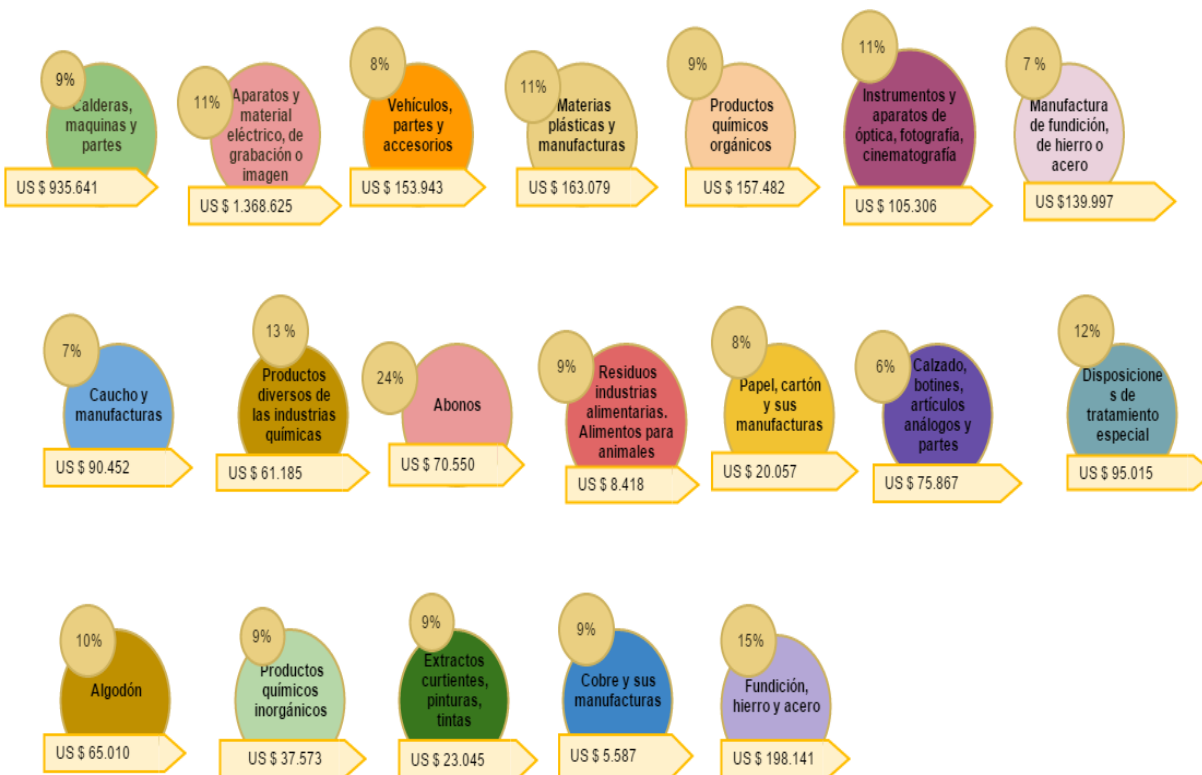 9%
Calderas,
maquinas y
partes
US $ 935.641
11%
Aparatos y
material
eléctrico, de
grabación o
imagen
US $ 1.368.625
8%
Vehículos,
partes y
accesorios
US $ 153.943
11%
Materias
plásticas y
manufacturas
US $ 163.079
9%
Productos
químicos
orgánicos
US $ 157.482
11%
Instrumentos y
aparatos de
óptica, fotografía,
cinematografía
US $ 105.306
7 %
Manufactura
de fundición,
de hierro o
acero
US $139.997
7%
Caucho y
manufacturas
US $ 90.452
13 %
Productos
diversos de
las industrias
químicas
US $ 61.185
24%
Abonos
US $ 70.550
9%
Residuos
industrias
alimentarias.
Alimentos para
animales
US $ 8.418
8%
Papel, cartón
y sus
manufacturas
US $ 20.057
6%
Calzado,
botines,
artículos
análogos y
partes
US $ 75.867
12%
Disposicione
s de
tratamiento
especial
US $ 95.015
10%
Algodón
US $ 65.010
9%
Productos
químicos
inorgánicos
US $ 37.573
9%
Extractos
curtientes,
pinturas,
tintas
US $ 23.045
9%
Cobre y sus
manufacturas
US $ 5.587
15%
Fundición,
hierro y acero
US $ 198.141